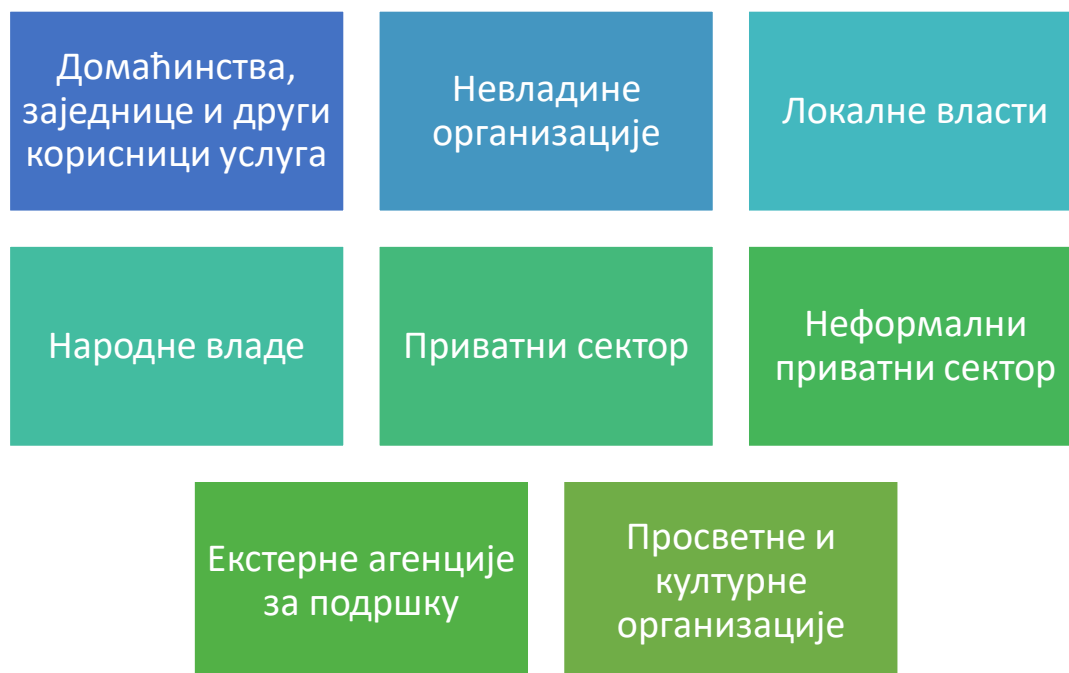 Домаћинства,
заједнице и други
корисници услуга
Невладине
организације
Локалне власти
Народне владе
Приватни сектор
Неформални
приватни сектор
Екстерне агенције
за подршку
Просветне и
културне
организације